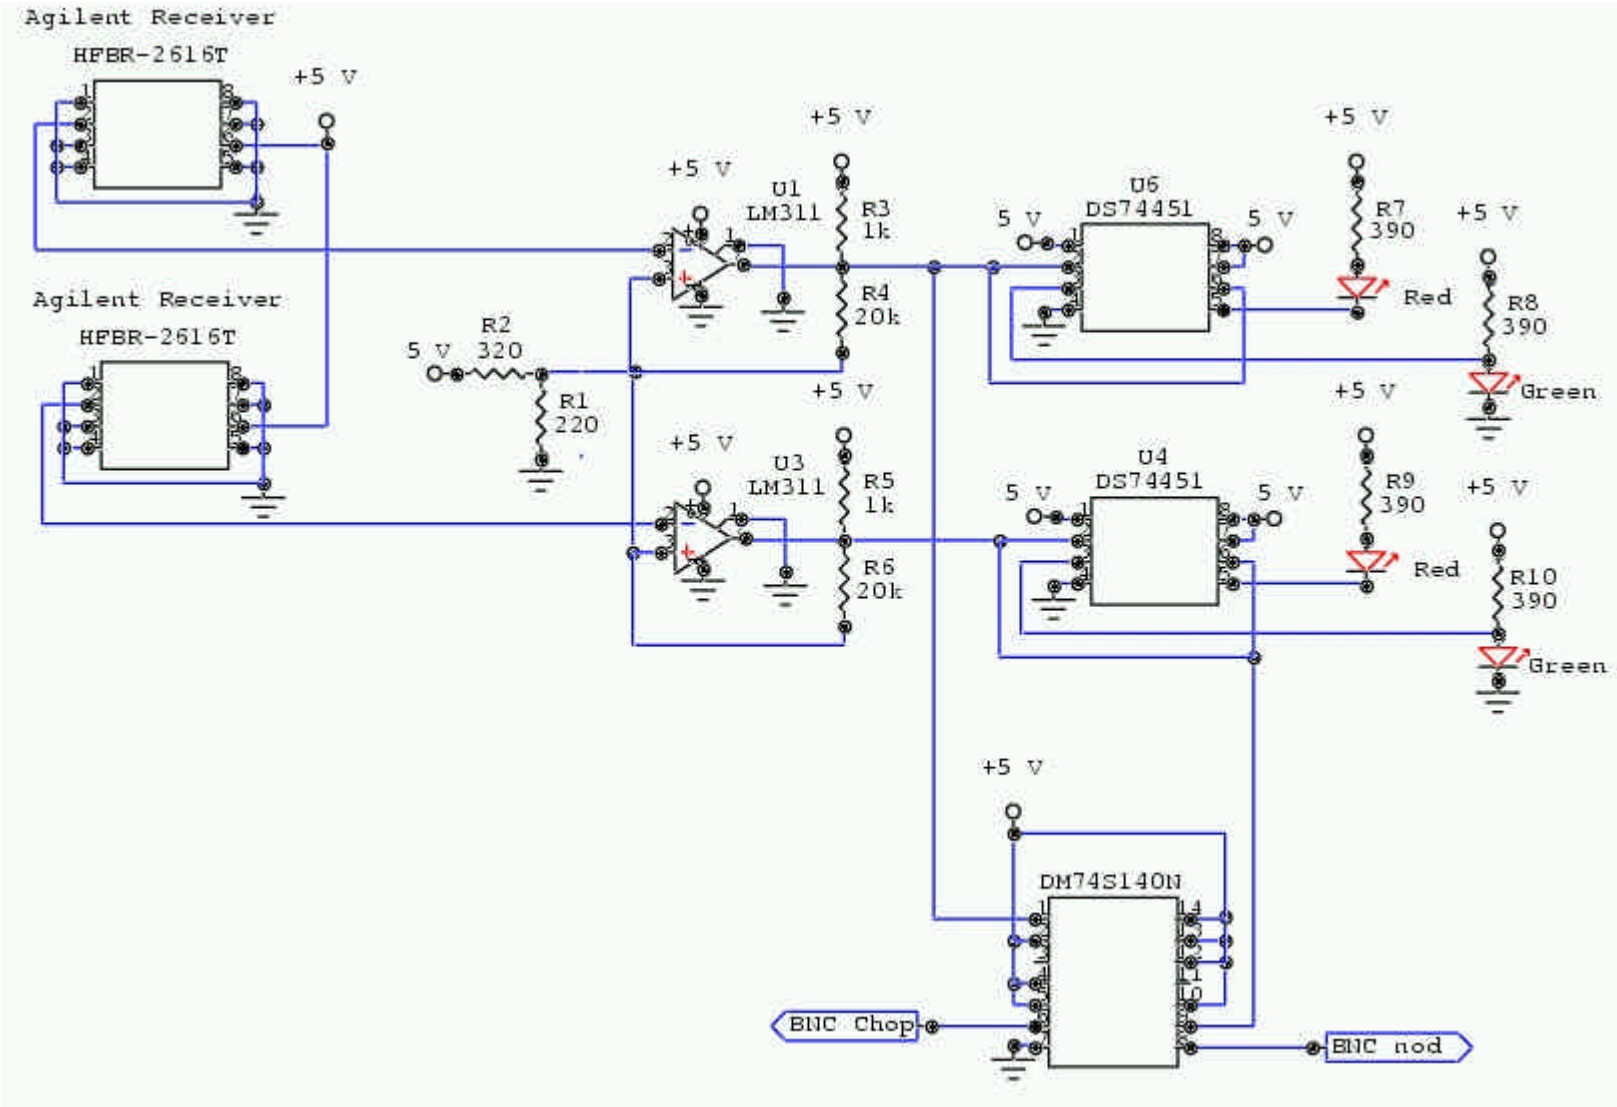 Agilent Receiver
HFBR-2616T
+5 V
Agilent Receiver
HFBR-2616T
5 V
R2
320
R1
220
+5 V
U1
LM311
+5 V
R3
1k
R4
20k
+5 V
+5 V
U3
LM311
R5
1k
R6
20k
U6
DS74451
5 V
5 V
+5 V
R7
390
Red
+5 V
R8
390
Green
U4
DS74451
5 V
5 V
+5 V
R9
390
Red
+5 V
R10
390
Green
+5 V
DM74S140N
BNC Chop
BNC nod